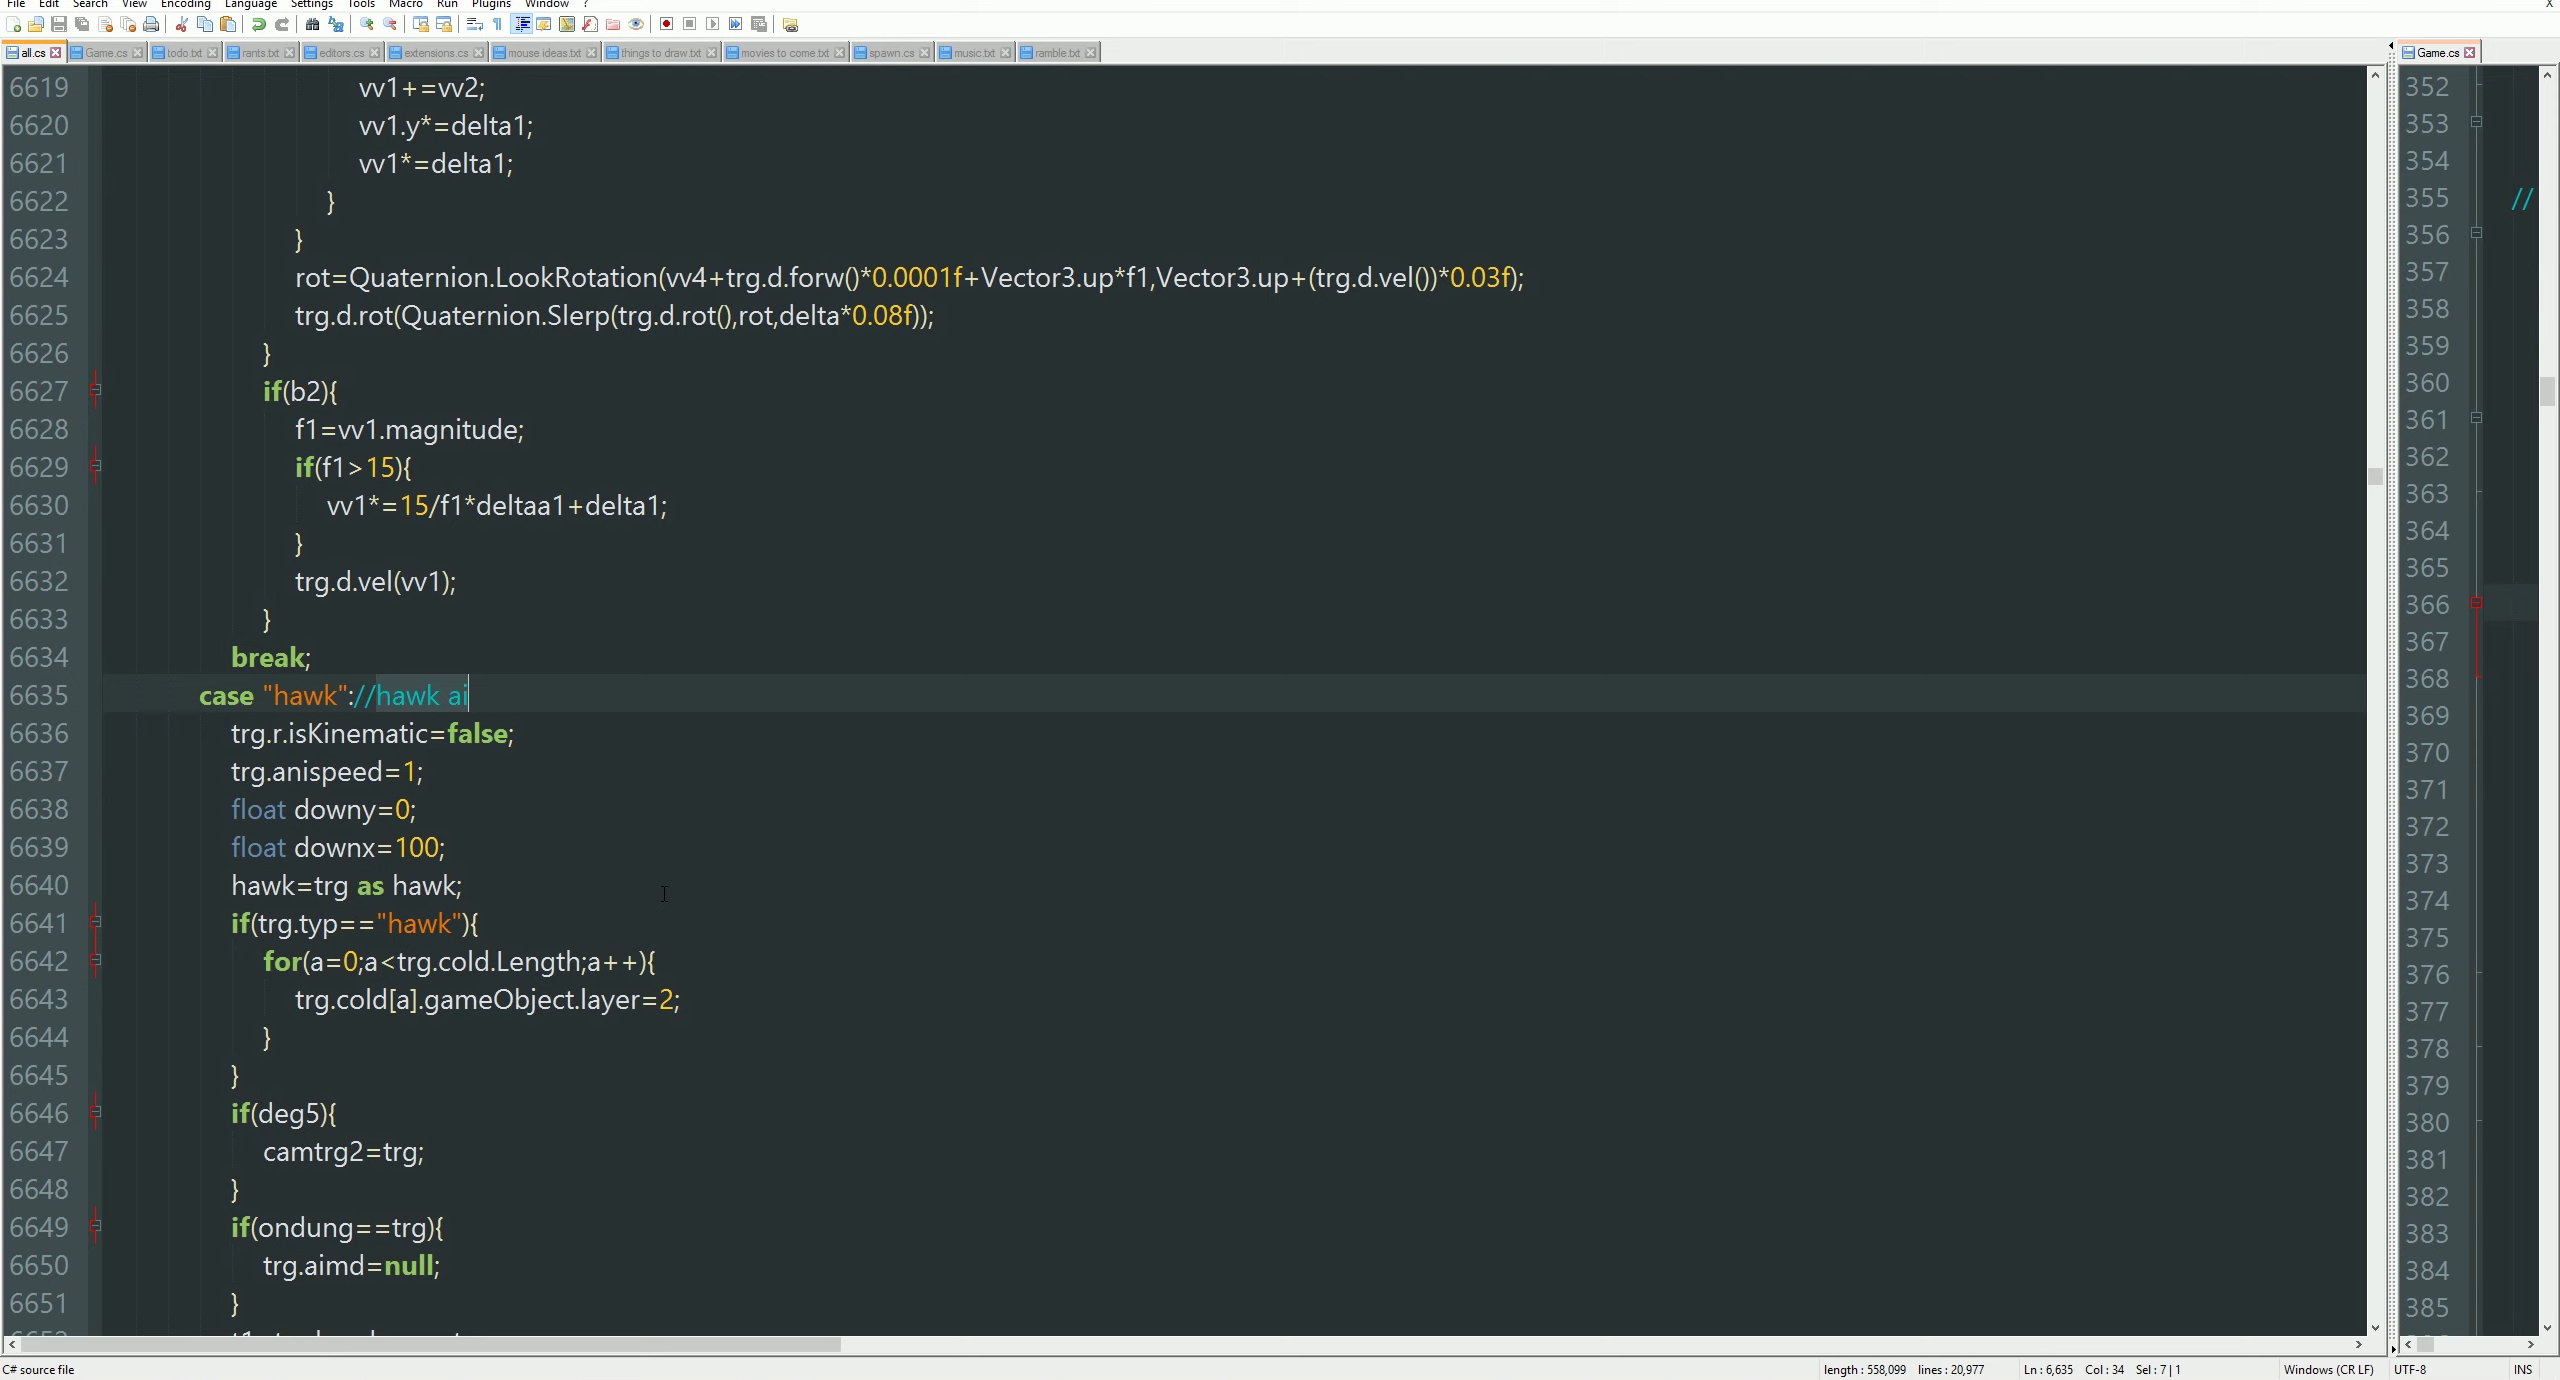 File Edit Search View Encoding Language Settings Tools Macro Run Plugins Window ? X
all.cs Game.cs todo.txt rants.txt editors.cs extensions.cs mouse ideas.txt things to draw.txt movies to come.txt spawn.cs music.txt ramble.txt Game.cs
6619 vv1+=vv2;
6620 vv1.y*=delta1;
6621 vv1*=delta1;
6622 }
6623 }
6624 rot=Quaternion.LookRotation(vv4+trg.d.forw()*0.0001f+Vector3.up*f1,Vector3.up+(trg.d.vel())*0.03f);
6625 trg.d.rot(Quaternion.Slerp(trg.d.rot(),rot,delta*0.08f));
6626 }
6627 if(b2){
6628 f1=vv1.magnitude;
6629 if(f1>15){
6630 vv1*=15/f1*deltaa1+delta1;
6631 }
6632 trg.d.vel(vv1);
6633 }
6634 break;
6635 case "hawk"://hawk ai
6636 trg.r.isKinematic=false;
6637 trg.anispeed=1;
6638 float downy=0;
6639 float downx=100;
6640 hawk=trg as hawk;
6641 if(trg.typ=="hawk"){
6642 for(a=0;a<trg.cold.Length;a++){
6643 trg.cold[a].gameObject.layer=2;
6644 }
6645 }
6646 if(deg5){
6647 camtrg2=trg;
6648 }
6649 if(ondung==trg){
6650 trg.aimd=null;
6651 }
352
353
354
355 //
356
357
358
359
360
361
362
363
364
365
366
367
368
369
370
371
372
373
374
375
376
377
378
379
380
381
382
383
384
385
C# source file length : 558,099 lines : 20,977 Ln : 6,635 Col : 34 Sel : 7 | 1 Windows (CR LF) UTF-8 INS